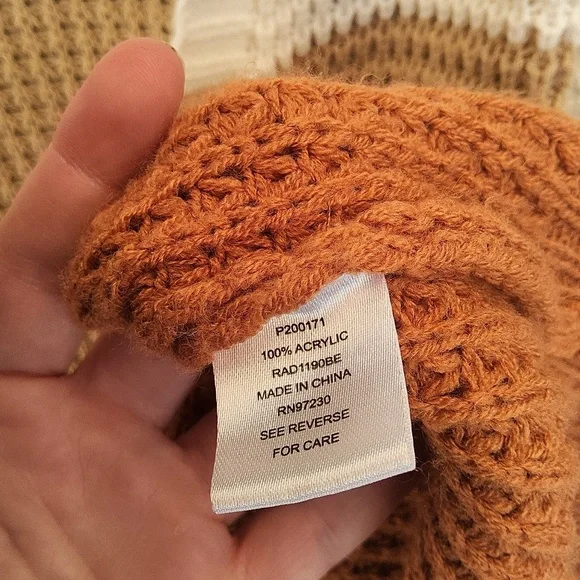 P200171
100% ACRYLIC
RAD1190BE
MADE IN CHINA
RN97230
SEE REVERSE
FOR CARE